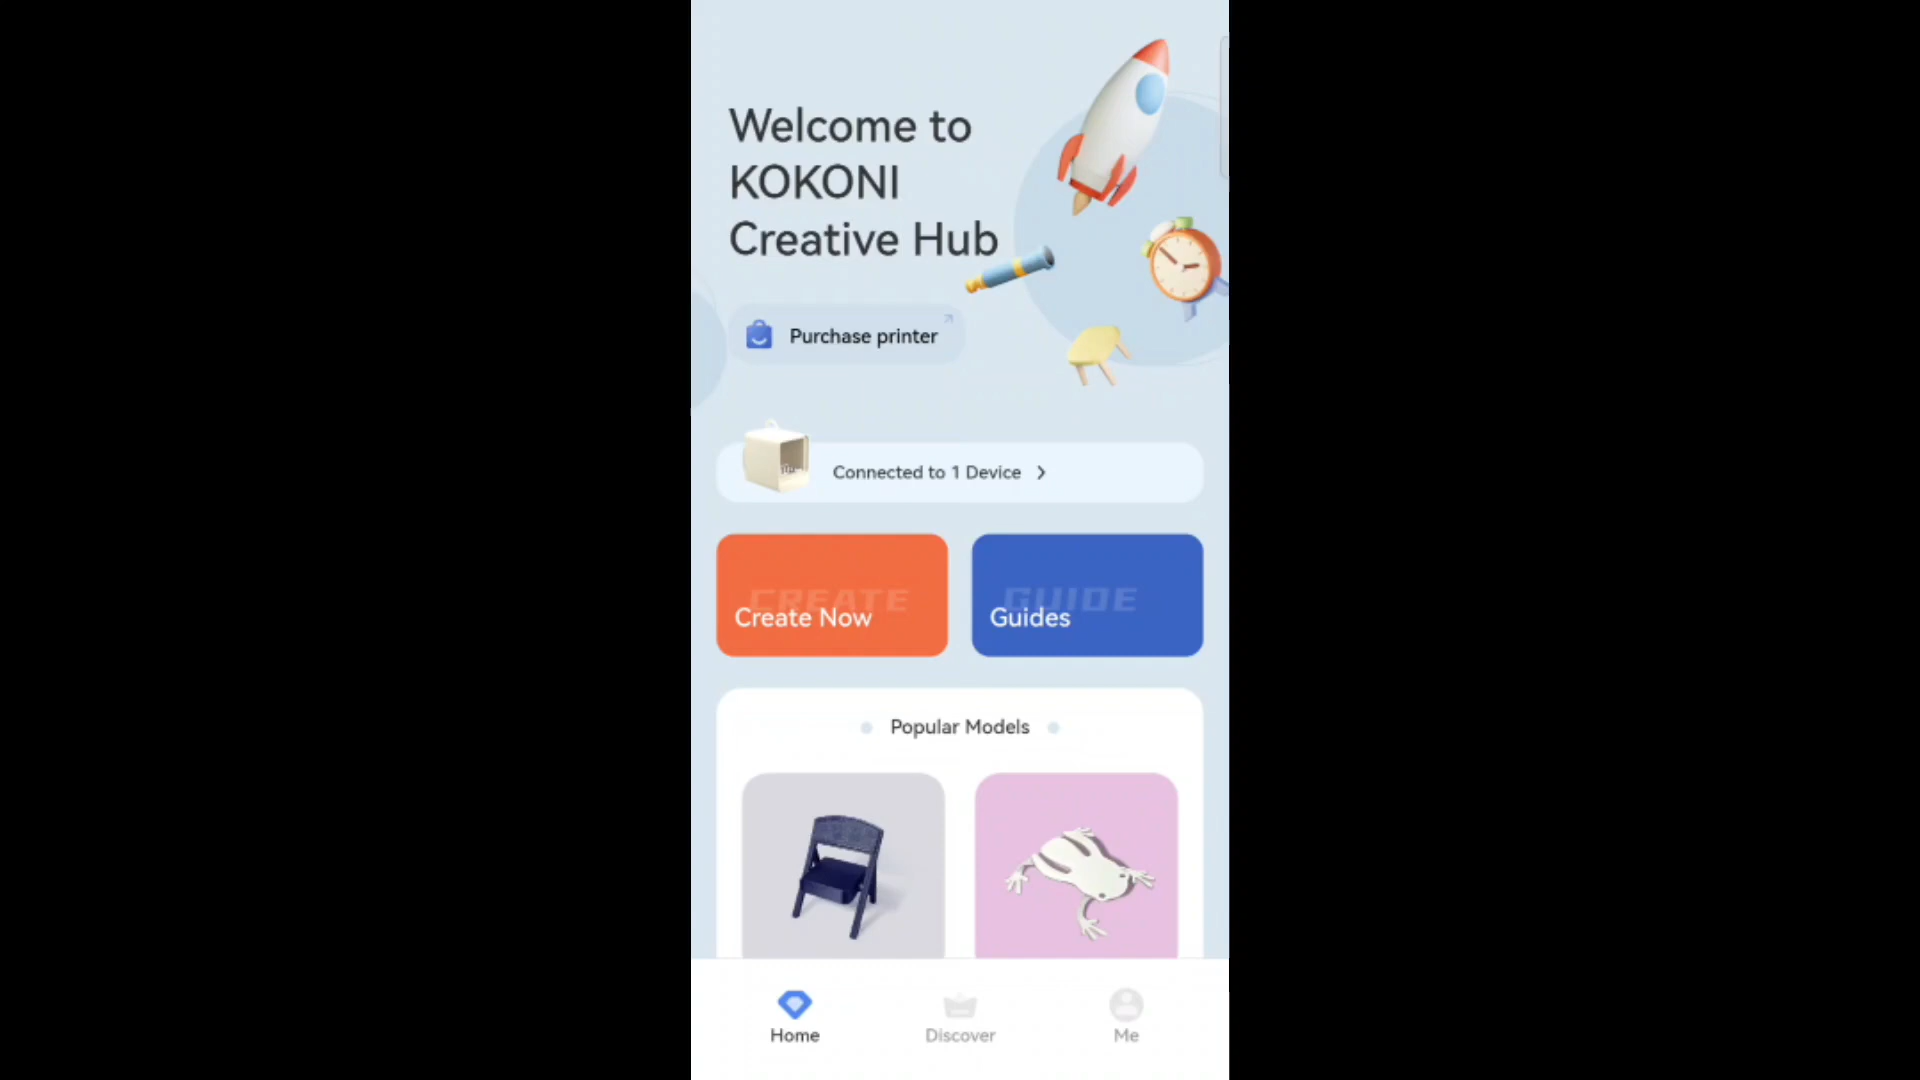 Welcome to
KOKONI
Creative Hub
Purchase printer
Connected to 1 Device
CREATE
Create Now
GUIDE
Guides
Popular Models
Home
Discover
Me